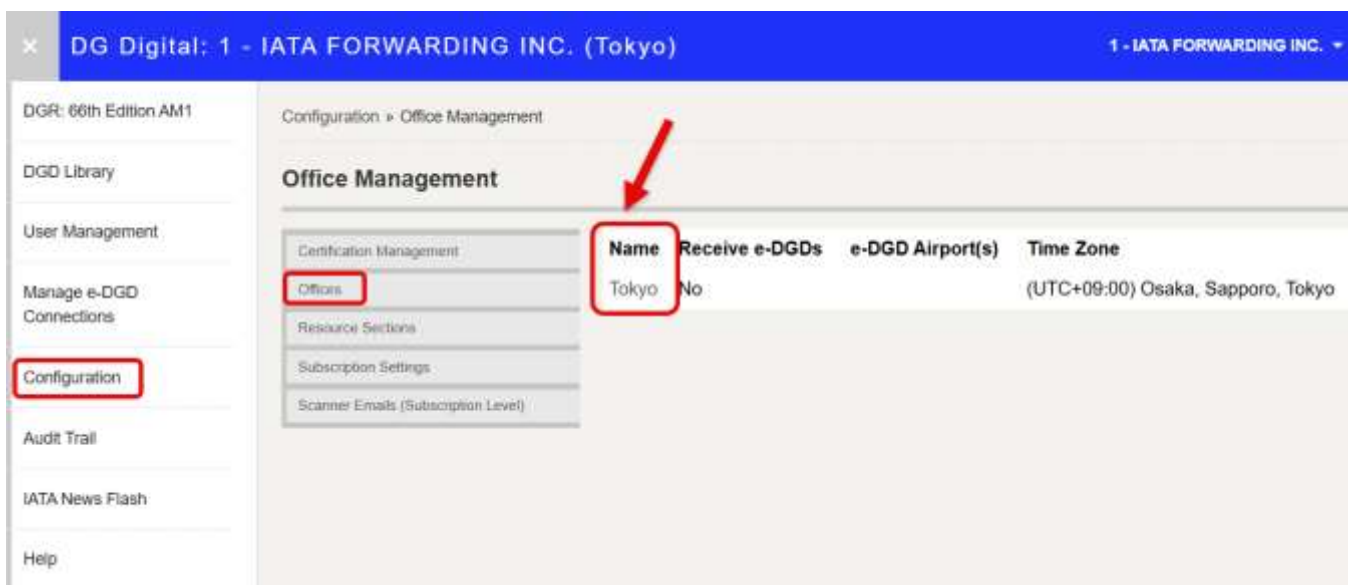 × DG Digital: 1 - IATA FORWARDING INC. (Tokyo) 1 - IATA FORWARDING INC.
DGR: 66th Edition AM1
DGD Library
User Management
Manage e-DGD
Connections
Configuration
Audit Trail
IATA News Flash
Help
Configuration » Office Management
Office Management
Certification Management
Offices
Resource Sections
Subscription Settings
Scanner Emails (Subscription Level)
Name Receive e-DGDs e-DGD Airport(s) Time Zone
Tokyo No (UTC+09:00) Osaka, Sapporo, Tokyo